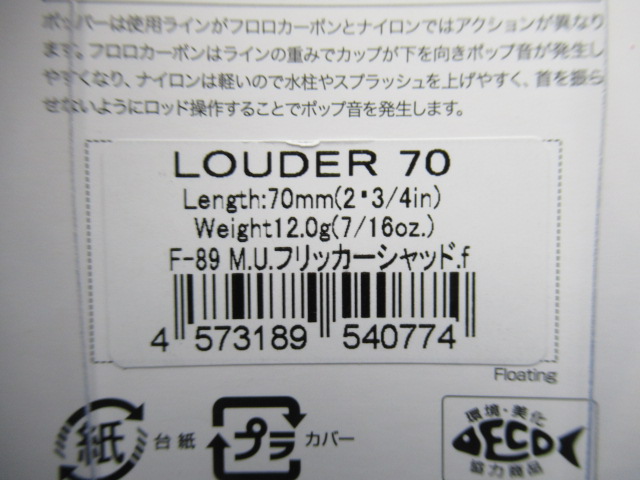 ポッパーは使用ラインがフロロカーボンとナイロンではアクションが異なり
ます。フロロカーボンはラインの重みでカップが下を向きポップ音が発生し
やすくなり、ナイロンは軽いので水柱やスプラッシュを上げやすく、首を振ら
せないようにロッド操作することでポップ音を発生します。
LOUDER 70
Length:70mm(2・3/4in)
Weight12.0g(7/16oz.)
F-89 M.U.フリッカーシャッド.f
4 573189 540774
Floating
紙 台紙
プラ カバー
環境・美化
ECO
協力商品